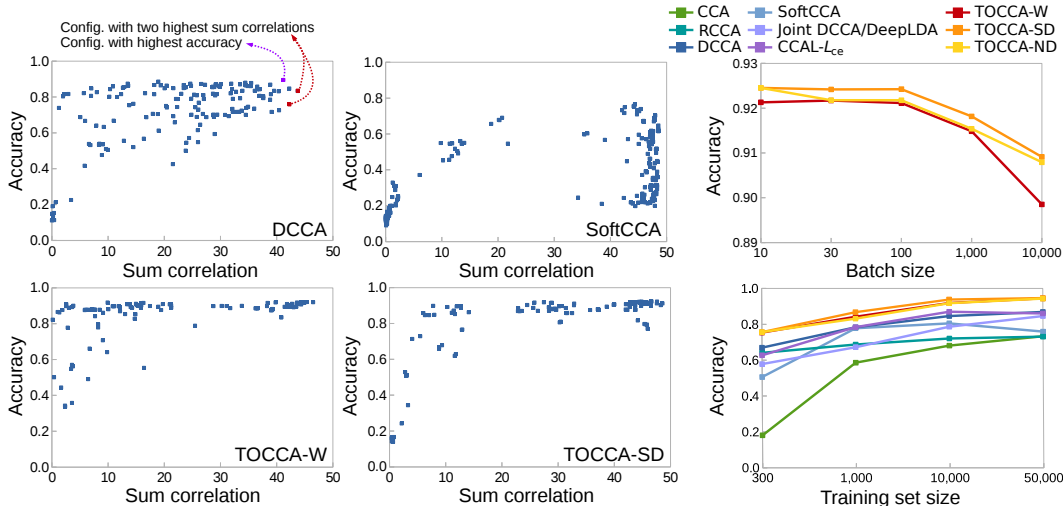 Config. with two highest sum correlations
Config. with highest accuracy
1.0
0.8
0.6
0.4
0.2
0.0
Accuracy
0 10 20 30 40 50
Sum correlation
DCCA
1.0
0.8
0.6
0.4
0.2
0.0
Accuracy
0 10 20 30 40 50
Sum correlation
SoftCCA
CCA
RCCA
DCCA
SoftCCA
Joint DCCA/DeepLDA
CCAL-Lce
TOCCA-W
TOCCA-SD
TOCCA-ND
0.93
0.92
0.91
0.90
0.89
Accuracy
10 30 100 1,000 10,000
Batch size
1.0
0.8
0.6
0.4
0.2
0.0
Accuracy
0 10 20 30 40 50
Sum correlation
TOCCA-W
1.0
0.8
0.6
0.4
0.2
0.0
Accuracy
0 10 20 30 40 50
Sum correlation
TOCCA-SD
1.0
0.8
0.6
0.4
0.2
0.0
Accuracy
300 1,000 10,000 50,000
Training set size